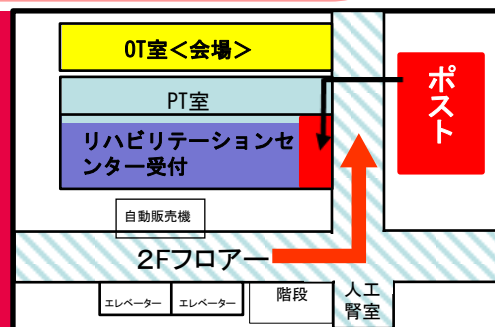 OT室<会場>
PT室
ポスト
リハビリテーションセ
ンター受付
自動販売機
2Fフロアー
エレベーター
エレベーター
階段
人工
腎室